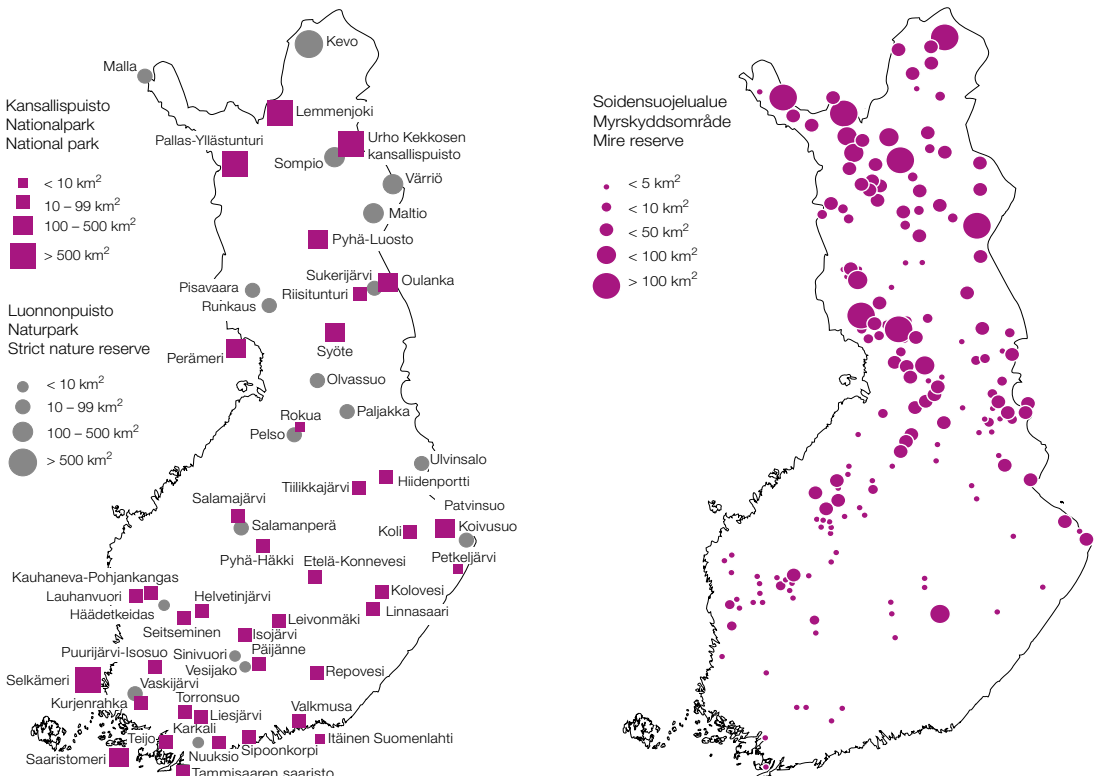 Kevo
Malla
Kansallispuisto
Nationalpark
National park
< 10 km²
10 – 99 km²
100 – 500 km²
> 500 km²
Lemmenjoki
Pallas-Yllästunturi
Urho Kekkosen
kansallispuisto
Sompio
Värriö
Maltio
Pyhä-Luosto
Sukerijärvi
Oulanka
Pisavaara
Riisitunturi
Runkaus
Luonnonpuisto
Naturpark
Strict nature reserve
< 10 km²
10 – 99 km²
100 – 500 km²
> 500 km²
Perämeri
Syöte
Olvassuo
Rokua
Paljakka
Pelso
Ulvinsalo
Hiidenportti
Tiilikkajärvi
Salamajärvi
Patvinsuo
Salamanperä
Koli
Koivusuo
Pyhä-Häkki
Etelä-Konnevesi
Petkeljärvi
Kauhaneva-Pohjankangas
Lauhanvuori
Helvetinjärvi
Kolovesi
Häädetkeidas
Linnasaari
Leivonmäki
Seitseminen
Isojärvi
Puurijärvi-Isosuo
Sinivuori
Päijänne
Vesijako
Repovesi
Selkämeri
Vaskijärvi
Kurjenrahka
Torronsuo
Liesjärvi
Valkmusa
Karkali
Teijo
Itäinen Suomenlahti
Sipoonkorpi
Nuuksio
Saaristomeri
Tammisaaren saaristo
Soidensuojelualue
Myrskyddsområde
Mire reserve
< 5 km²
< 10 km²
< 50 km²
< 100 km²
> 100 km²